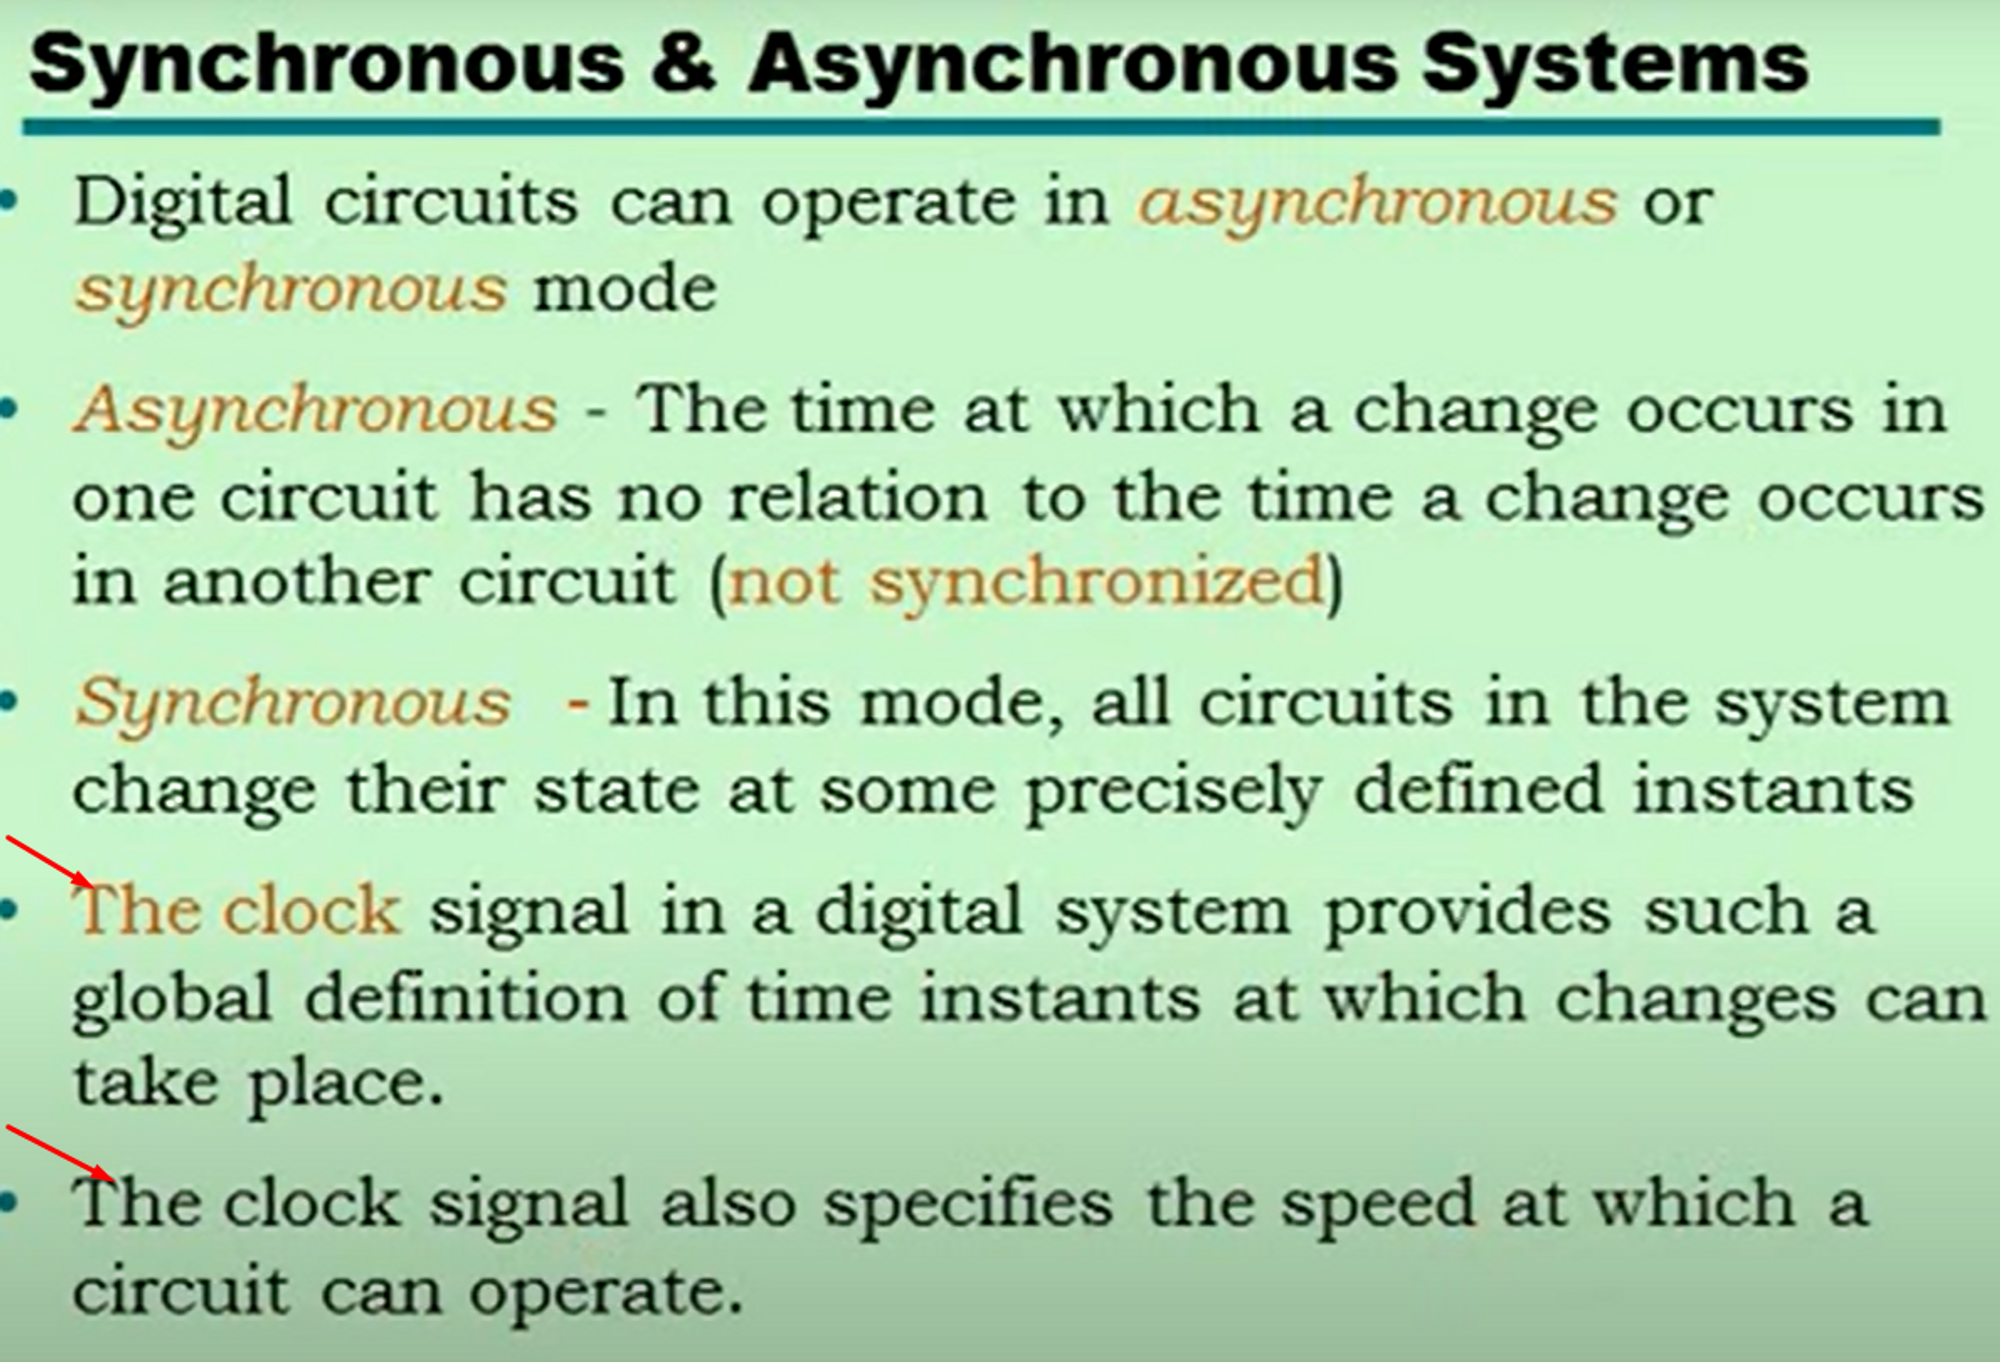 Synchronous & Asynchronous Systems
• Digital circuits can operate in asynchronous or
synchronous mode
• Asynchronous - The time at which a change occurs in
one circuit has no relation to the time a change occurs
in another circuit (not synchronized)
• Synchronous - In this mode, all circuits in the system
change their state at some precisely defined instants
• The clock signal in a digital system provides such a
global definition of time instants at which changes can
take place.
• The clock signal also specifies the speed at which a
circuit can operate.